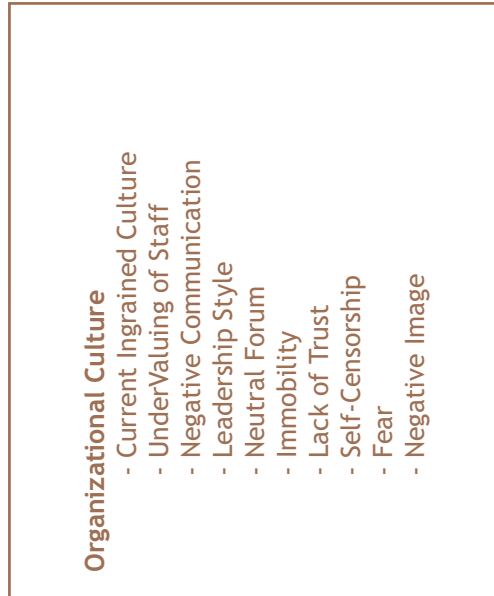 Organizational Culture
- Current Ingrained Culture
- UnderValuing of Staff
- Negative Communication
- Leadership Style
- Neutral Forum
- Immobility
- Lack of Trust
- Self-Censorship
- Fear
- Negative Image